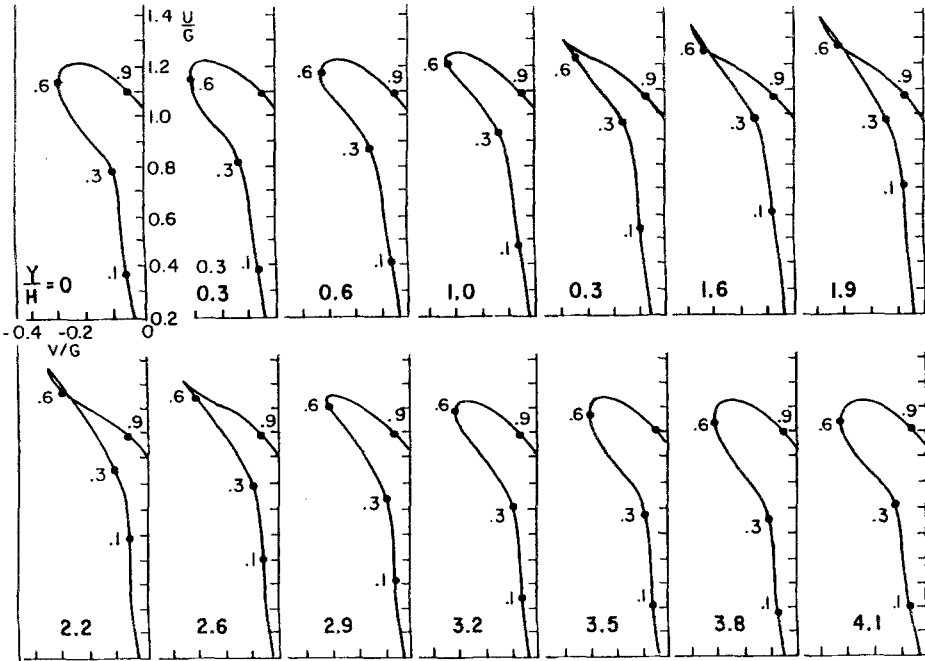 1.4 U/G
1.2
1.0
0.8
0.6
0.4
0.2
.6 .9 .3 .1 Y/H = 0
.6 .3 0.3 .1 0.3
.6 .9 .3 .1 0.6
.6 .9 .3 .1 1.0
.6 .9 .3 .1 0.3
.6 .9 .3 .1 1.6
.6 .9 .3 .1 1.9
-0.4 -0.2 0
V/G
.6 .9 .3 .1 2.2
.6 .9 .3 .1 2.6
.6 .9 .3 .1 2.9
.6 .9 .3 .1 3.2
.6 .3 .1 3.5
.6 .9 .3 .1 3.8
.6 .9 .3 .1 4.1